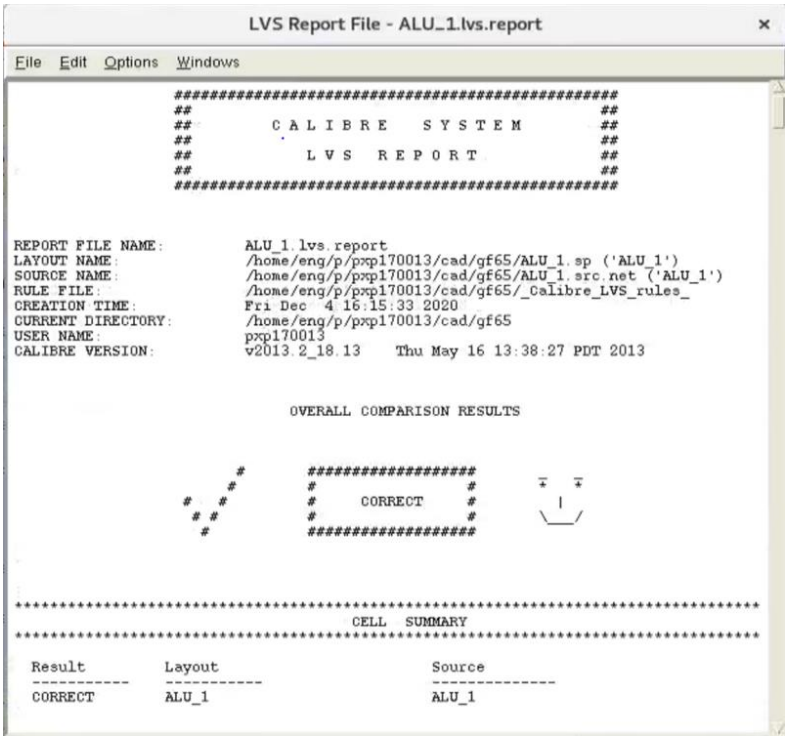 LVS Report File - ALU_1.lvs.report ×
File Edit Options Windows
##################################################
## ##
## C A L I B R E   S Y S T E M ##
## ##
## L V S   R E P O R T ##
## ##
##################################################
REPORT FILE NAME: ALU_1.lvs.report
LAYOUT NAME: /home/eng/p/pxp170013/cad/gf65/ALU_1.sp ('ALU_1')
SOURCE NAME: /home/eng/p/pxp170013/cad/gf65/ALU_1.src.net ('ALU_1')
RULE FILE: /home/eng/p/pxp170013/cad/gf65/_Calibre_LVS_rules_
CREATION TIME: Fri Dec 4 16:15:33 2020
CURRENT DIRECTORY: /home/eng/p/pxp170013/cad/gf65
USER NAME: pxp170013
CALIBRE VERSION: v2013.2_18.13 Thu May 16 13:38:27 PDT 2013
OVERALL COMPARISON RESULTS
# ################### _ _
# # # * *
# # # CORRECT # |
# # # # \___/
# ###################
*************************************************************************************
CELL SUMMARY
*************************************************************************************
Result Layout Source
----------- ----------- --------------
CORRECT ALU_1 ALU_1